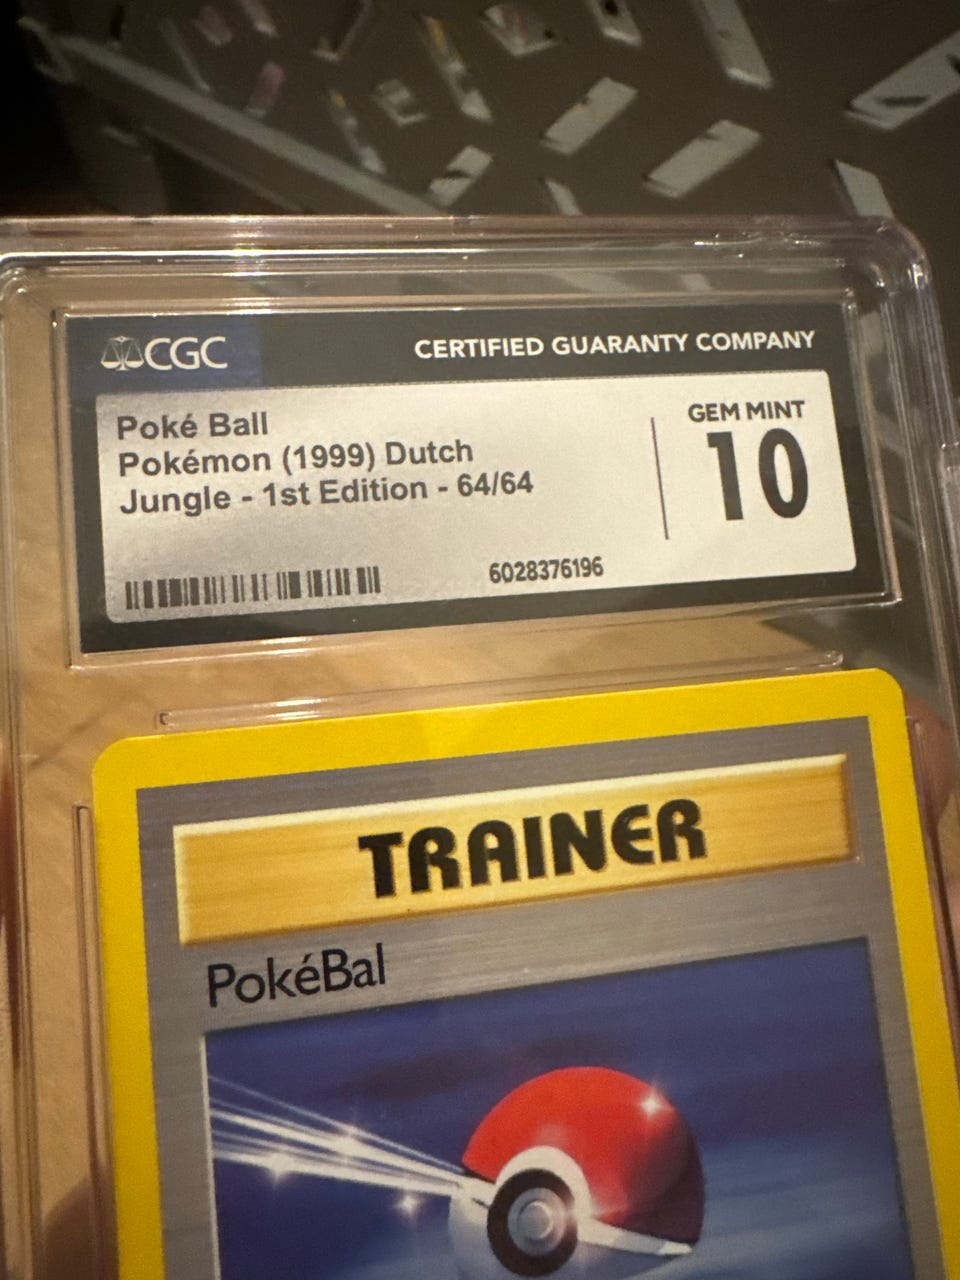 CGC
CERTIFIED GUARANTY COMPANY
Poké Ball
Pokémon (1999) Dutch
Jungle - 1st Edition - 64/64
GEM MINT
10
6028376196
TRAINER
PokéBal